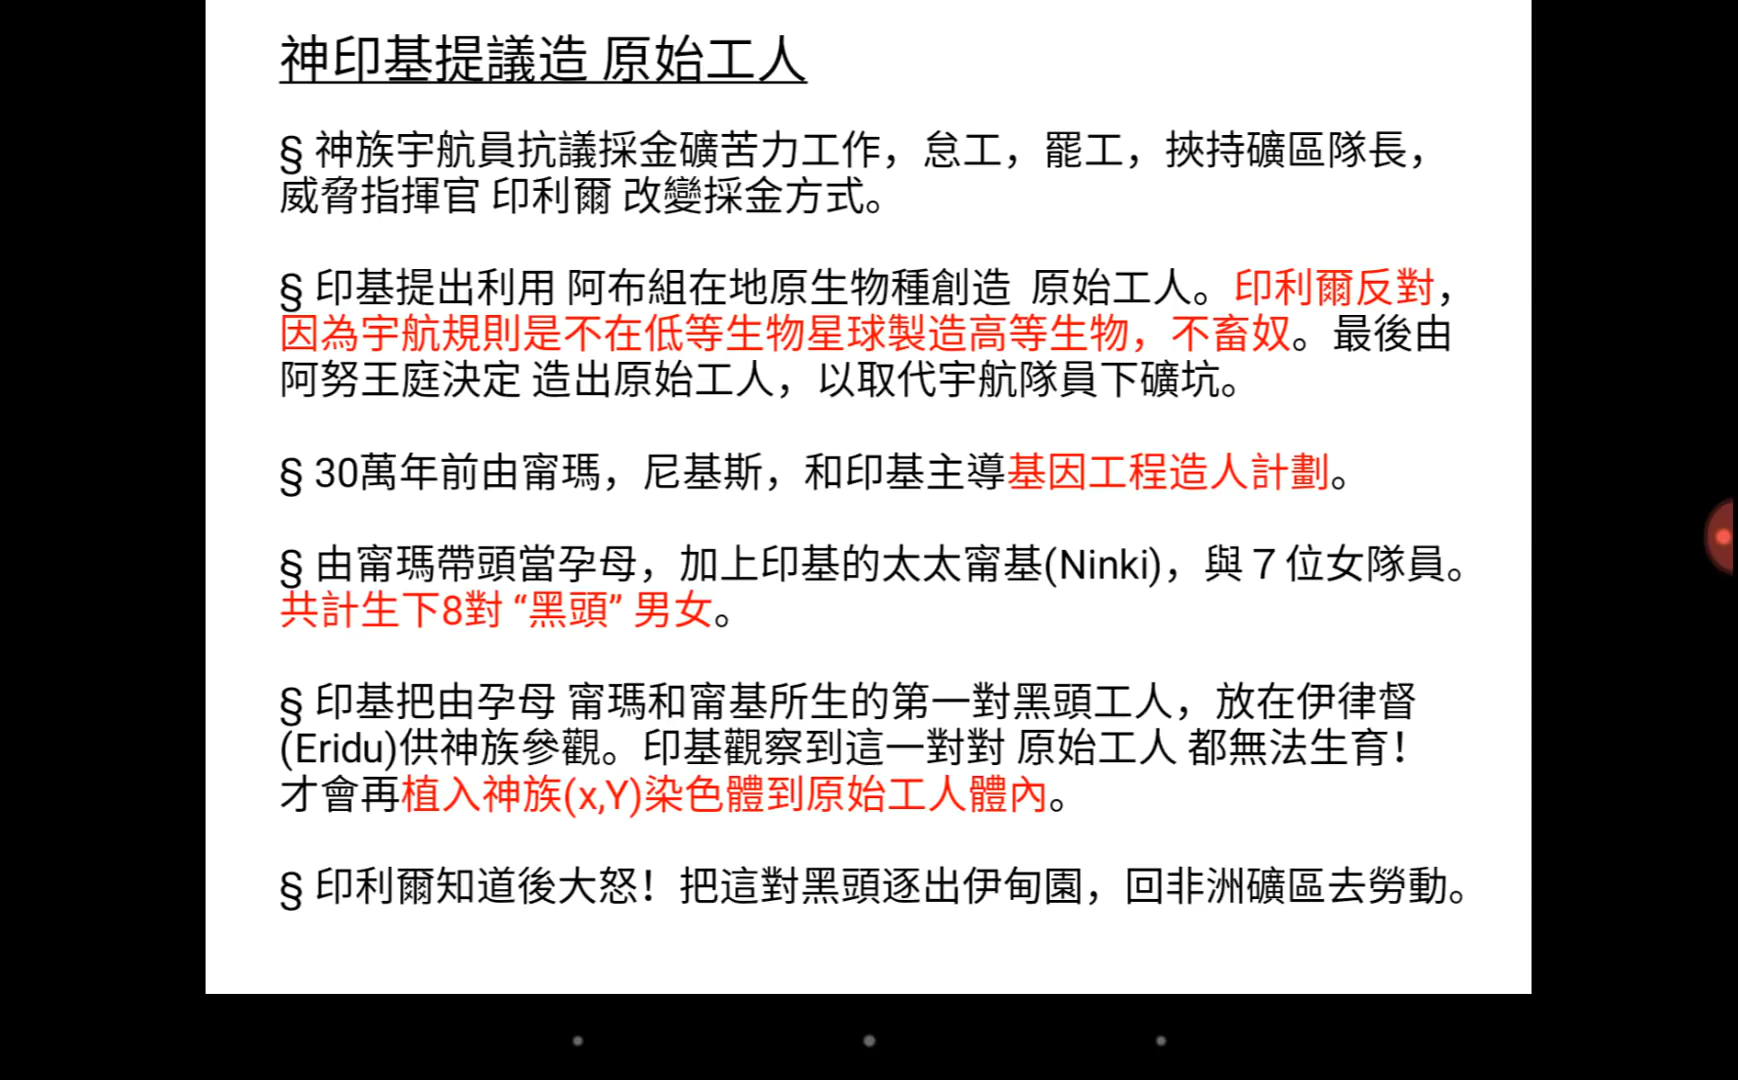 神印基提議造 原始工人
§ 神族宇航員抗議採金礦苦力工作，怠工，罷工，挾持礦區隊長，
威脅指揮官 印利爾 改變採金方式。
§ 印基提出利用 阿布組在地原生物種創造 原始工人。印利爾反對，
因為宇航規則是不在低等生物星球製造高等生物，不畜奴。最後由
阿努王庭決定 造出原始工人，以取代宇航隊員下礦坑。
§ 30萬年前由甯瑪，尼基斯，和印基主導基因工程造人計劃。
§ 由甯瑪帶頭當孕母，加上印基的太太甯基(Ninki)，與 7 位女隊員。
共計生下8對 “黑頭” 男女。
§ 印基把由孕母 甯瑪和甯基所生的第一對黑頭工人，放在伊律督
(Eridu)供神族參觀。印基觀察到這一對對 原始工人 都無法生育！
才會再植入神族(x,Y)染色體到原始工人體內。
§ 印利爾知道後大怒！把這對黑頭逐出伊甸園，回非洲礦區去勞動。